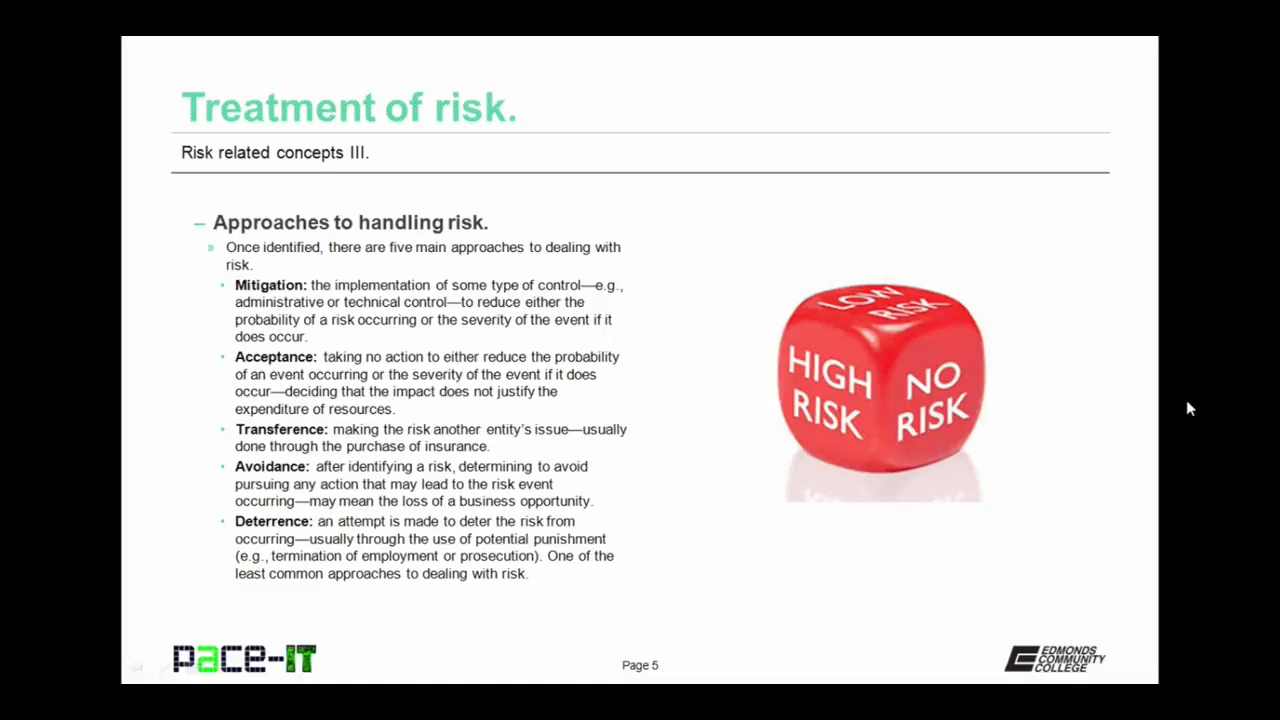 Treatment of risk.
Risk related concepts III.
– Approaches to handling risk.
» Once identified, there are five main approaches to dealing with
risk.
• Mitigation: the implementation of some type of control—e.g.,
administrative or technical control—to reduce either the
probability of a risk occurring or the severity of the event if it
does occur.
• Acceptance: taking no action to either reduce the probability
of an event occurring or the severity of the event if it does
occur—deciding that the impact does not justify the
expenditure of resources.
• Transference: making the risk another entity's issue—usually
done through the purchase of insurance.
• Avoidance: after identifying a risk, determining to avoid
pursuing any action that may lead to the risk event
occurring—may mean the loss of a business opportunity.
• Deterrence: an attempt is made to deter the risk from
occurring—usually through the use of potential punishment
(e.g., termination of employment or prosecution). One of the
least common approaches to dealing with risk.
LOW
RISK
HIGH
RISK
NO
RISK
pace-IT
Page 5
EDMONDS
COMMUNITY
COLLEGE